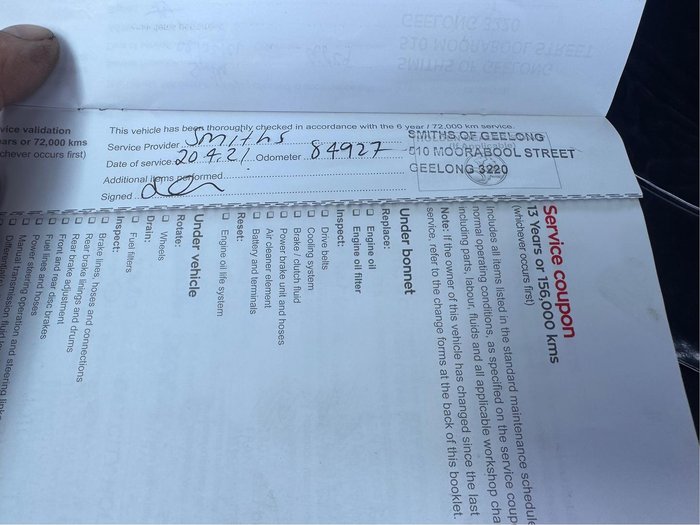 vice validation
ars or 72,000 kms
chever occurs first)
This vehicle has been thoroughly checked in accordance with the 6 year / 72,000 km service.
Service Provider Smiths
Date of service 20.4.21 Odometer 84927
Additional items performed
Signed
SMITHS OF GEELONG
510 MOORABOOL STREET
GEELONG 3220
Service coupon
13 Years or 156,000 kms
(whichever occurs first)
Includes all items listed in the standard maintenance schedule
normal operating conditions, as specified on the service coup
including parts, labour, fluids and all applicable workshop cha
Note: If the owner of this vehicle has changed since the last
service, refer to the change forms at the back of this booklet.
Under bonnet
Replace:
Engine oil
Engine oil filter
Inspect:
Drive belts
Cooling system
Brake / clutch fluid
Power brake unit and hoses
Air cleaner element
Battery and terminals
Reset:
Engine oil life system
Under vehicle
Rotate:
Wheels
Drain:
Fuel filters
Inspect:
Brake lines, hoses and connections
Rear brake linings and drums
Rear brake adjustment
Front and rear disc brakes
Fuel lines and hoses
Power steering and hoses
Manual steering operation and steering links